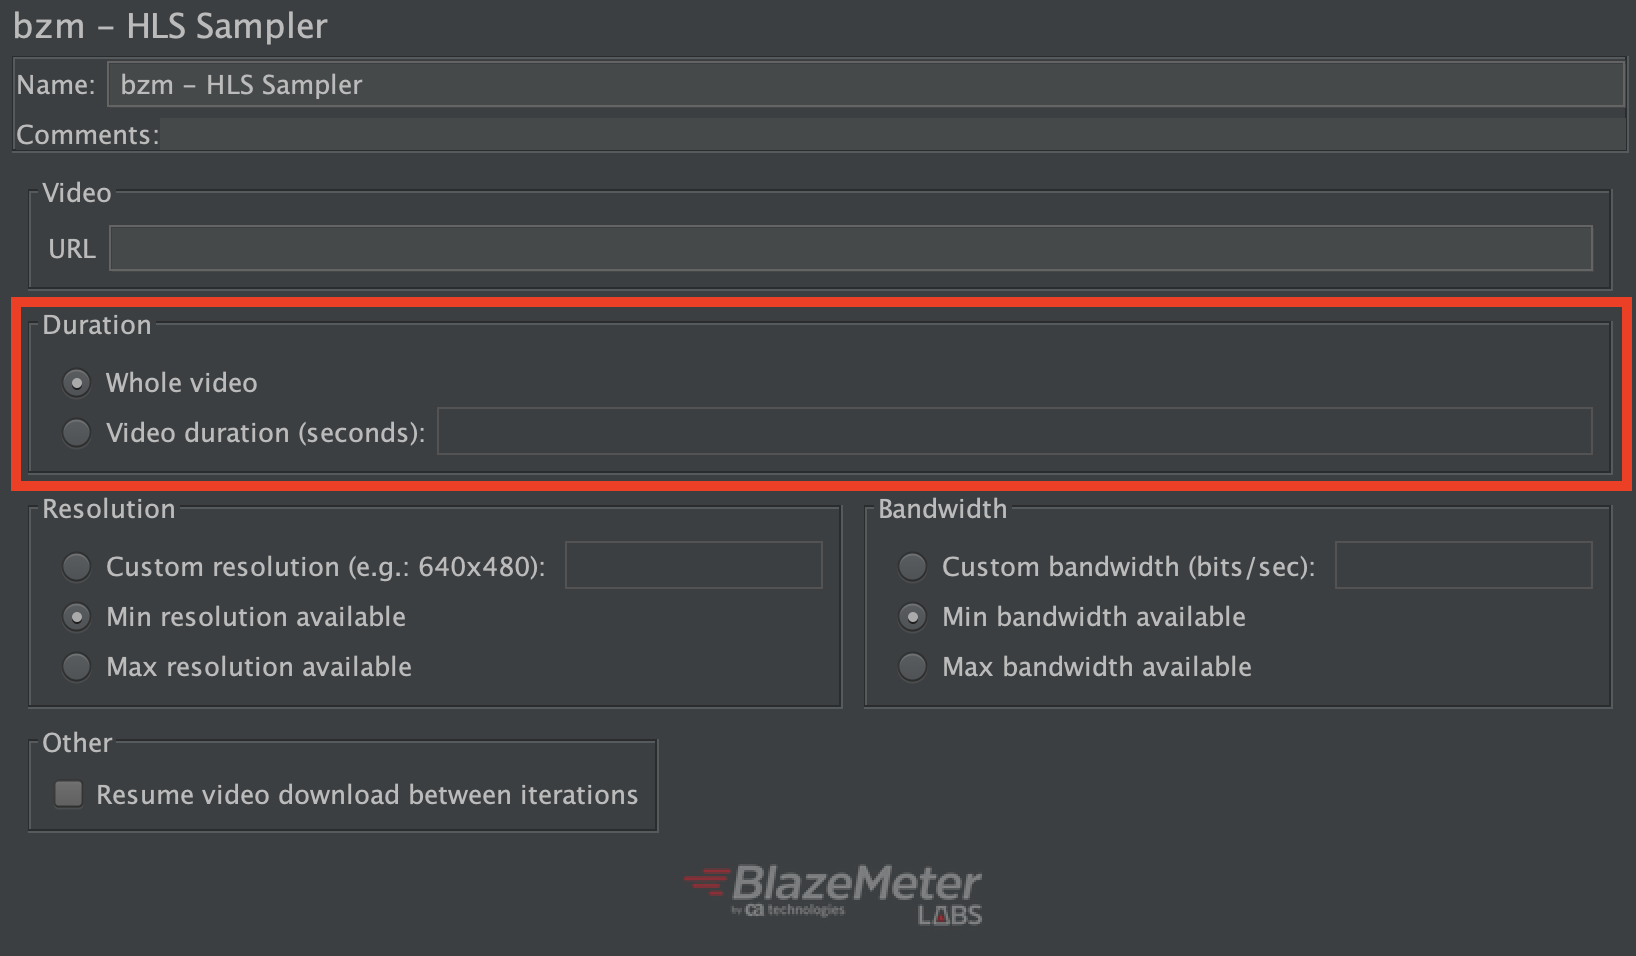 bzm – HLS Sampler
Name: bzm – HLS Sampler
Comments:
Video
URL
Duration
Whole video
Video duration (seconds):
Resolution
Custom resolution (e.g.: 640x480):
Min resolution available
Max resolution available
Bandwidth
Custom bandwidth (bits/sec):
Min bandwidth available
Max bandwidth available
Other
Resume video download between iterations
BlazeMeter
by ca technologies
LABS